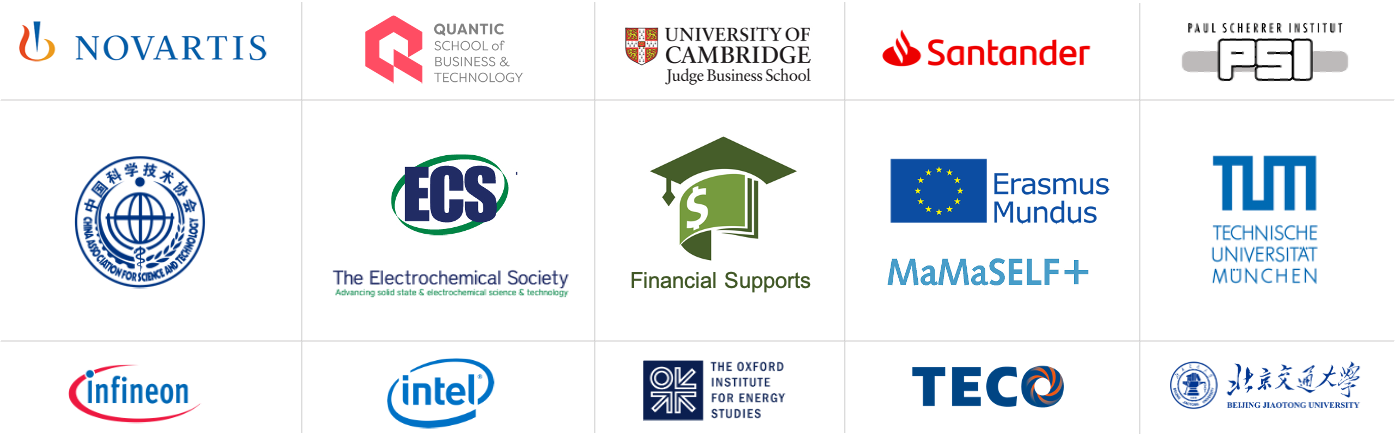 NOVARTIS
QUANTIC
SCHOOL of
BUSINESS &
TECHNOLOGY
UNIVERSITY OF
CAMBRIDGE
Judge Business School
Santander
PAUL SCHERRER INSTITUT
PSI
中国科学技术协会
CHINA ASSOCIATION FOR SCIENCE AND TECHNOLOGY
ECS
The Electrochemical Society
Advancing solid state & electrochemical science & technology
$
Financial Supports
Erasmus
Mundus
MaMaSELF+
TUM
TECHNISCHE
UNIVERSITÄT
MÜNCHEN
infineon
intel
THE OXFORD
INSTITUTE
FOR ENERGY
STUDIES
TECO
北京交通大学
BEIJING JIAOTONG UNIVERSITY